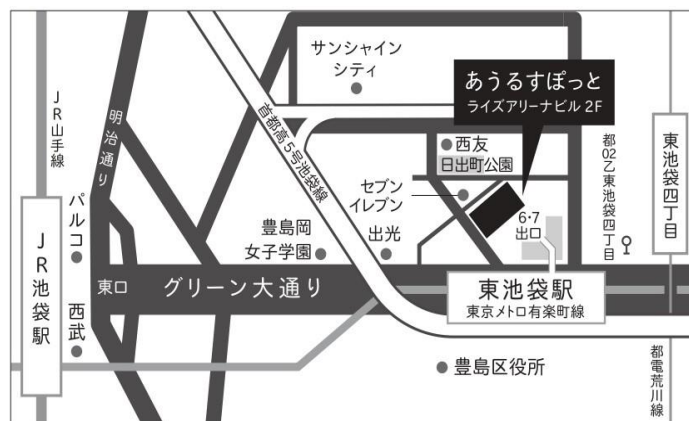 サンシャイン
シティ
あうるすぽっと
ライズアリーナビル 2F
JR山手線
明治通り
首都高5号池袋線
西友
日出町公園
都02乙東池袋四丁目
東池袋四丁目
セブン
イレブン
パルコ
豊島岡
女子学園
出光
6・7
出口
JR池袋駅
東口
グリーン大通り
東池袋駅
東京メトロ有楽町線
西武
豊島区役所
都電荒川線